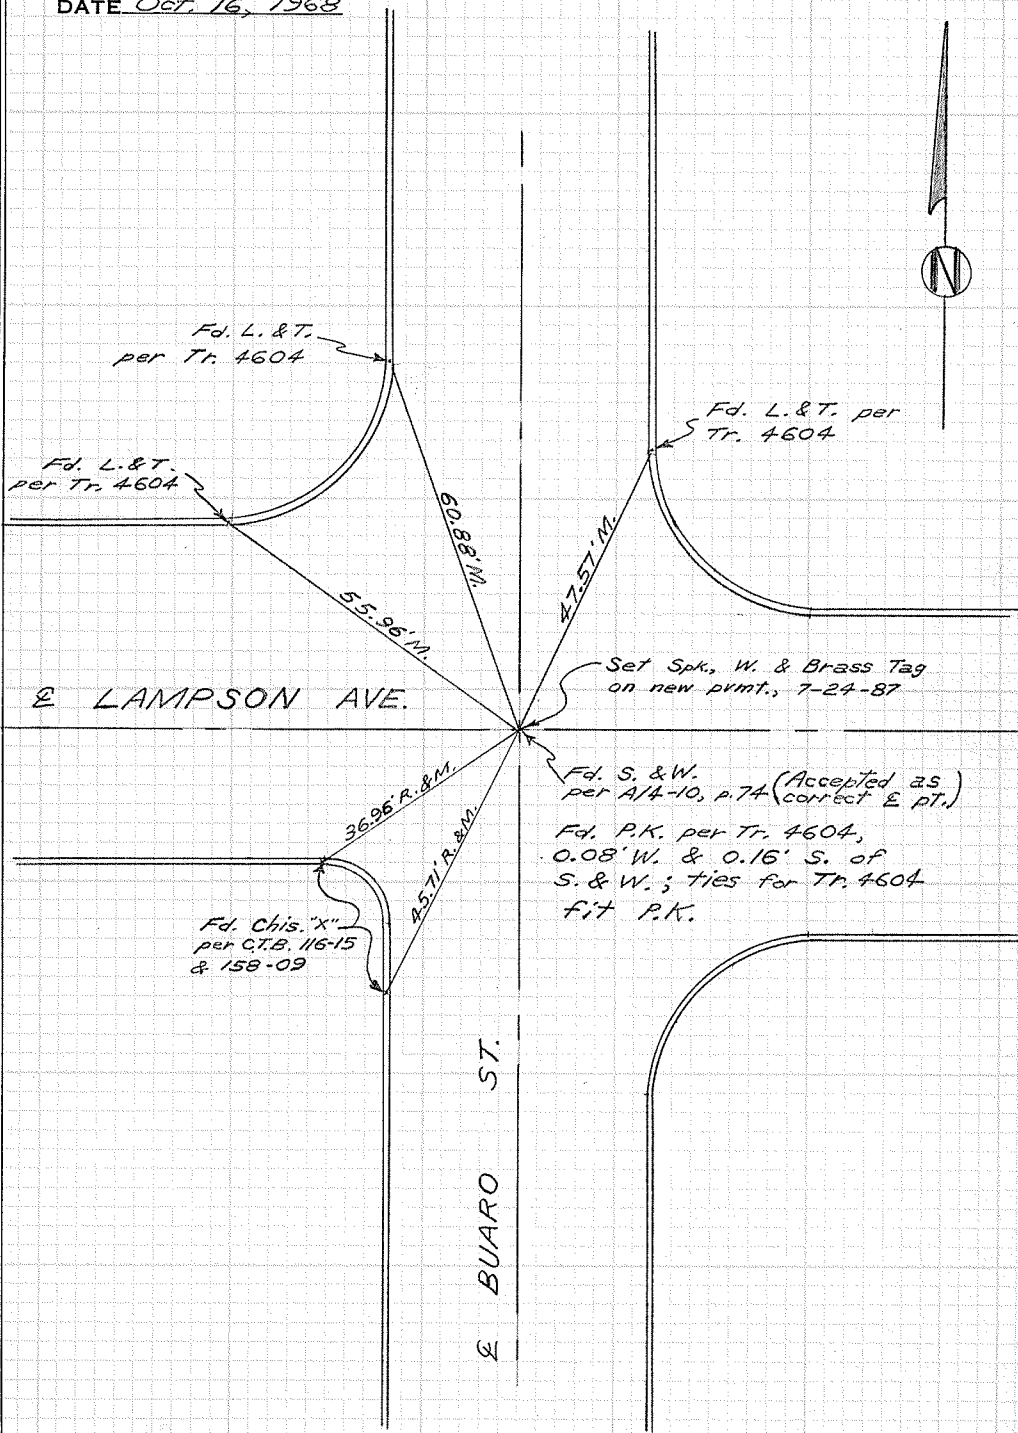 DATE Oct. 16, 1968
N
Fd. L. & T.
per Tr. 4604
Fd. L. & T. per
Tr. 4604
Fd. L. & T.
per Tr. 4604
60.88' M.
47.57' M.
55.96' M.
Set Spk., W. & Brass Tag
on new pvmt., 7-24-87
℄ LAMPSON AVE.
36.96' R. & M.
45.71' R. & M.
Fd. S. & W.
per A14-10, p.74 (Accepted as
correct ℄ pt.)
Fd. P.K. per Tr. 4604,
0.08' W. & 0.16' S. of
S. & W.; ties for Tr. 4604
fit P.K.
Fd. Chis. "X"
per C.T.B. 116-15
& 158-09
℄ BUARO ST.